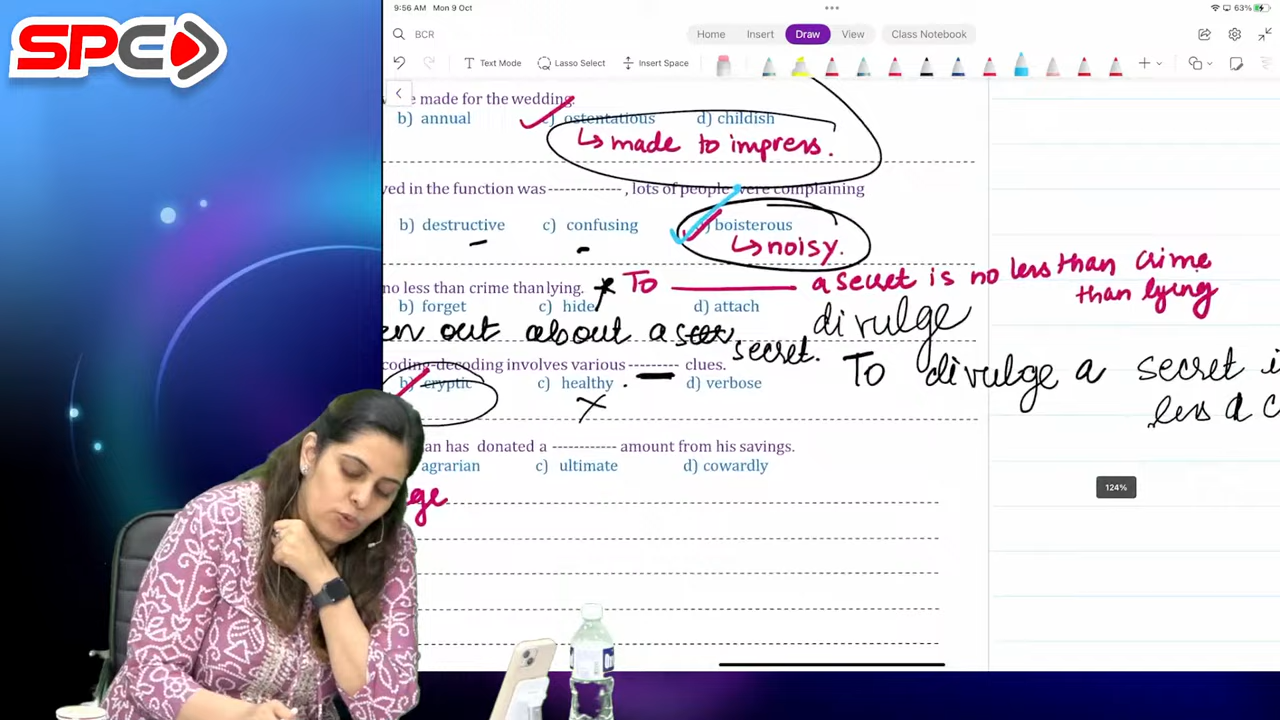 SPC
9:56 AM Mon 9 Oct
63%
BCR
Home Insert Draw View Class Notebook
Text Mode Lasso Select Insert Space
e made for the wedding.
b) annual c) ostentatious d) childish
↳ made to impress.
ved in the function was -------------, lots of people were complaining
b) destructive c) confusing d) boisterous
↳ noisy.
no less than crime than lying.
* To ________ a secret is no less than crime
than lying
b) forget c) hide d) attach
divulge
en out about a
secret.
coding-decoding involves various --------- clues.
To divulge a secret i
less a c
b) cryptic c) healthy d) verbose
an has donated a ------------ amount from his savings.
agrarian c) ultimate d) cowardly
124%
ge